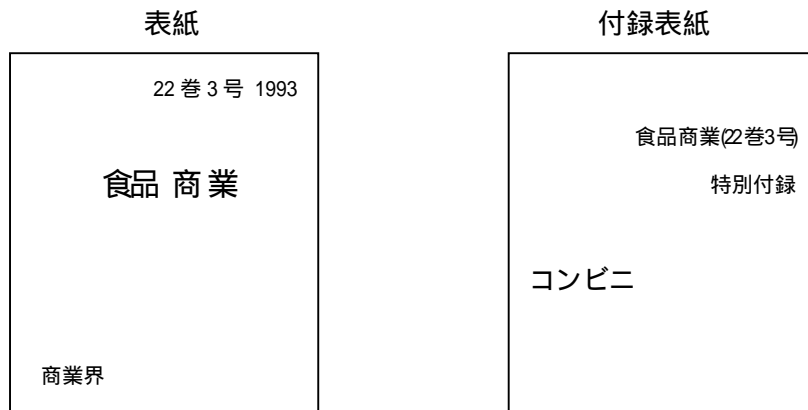 表紙
22巻3号 1993
食品 商業
商業界
付録表紙
食品商業(22巻3号)
特別付録
コンビニ